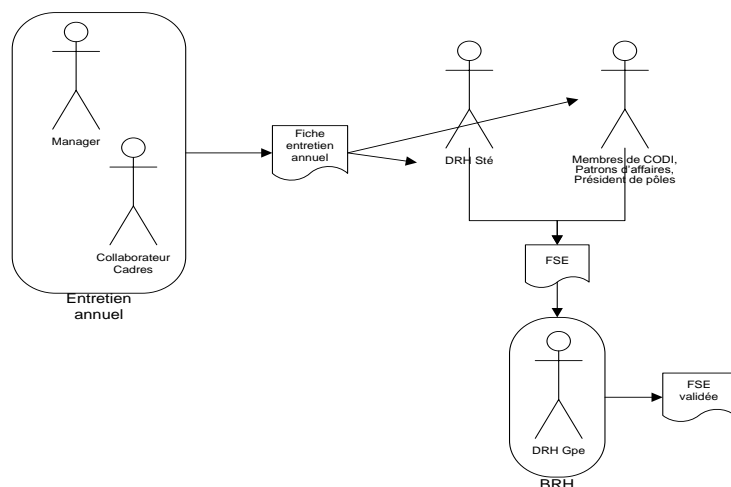 Manager
Collaborateur
Cadres
Entretien
annuel
Fiche
entretien
annuel
DRH Sté
Membres de CODI,
Patrons d'affaires,
Président de pôles
FSE
DRH Gpe
BRH
FSE
validée